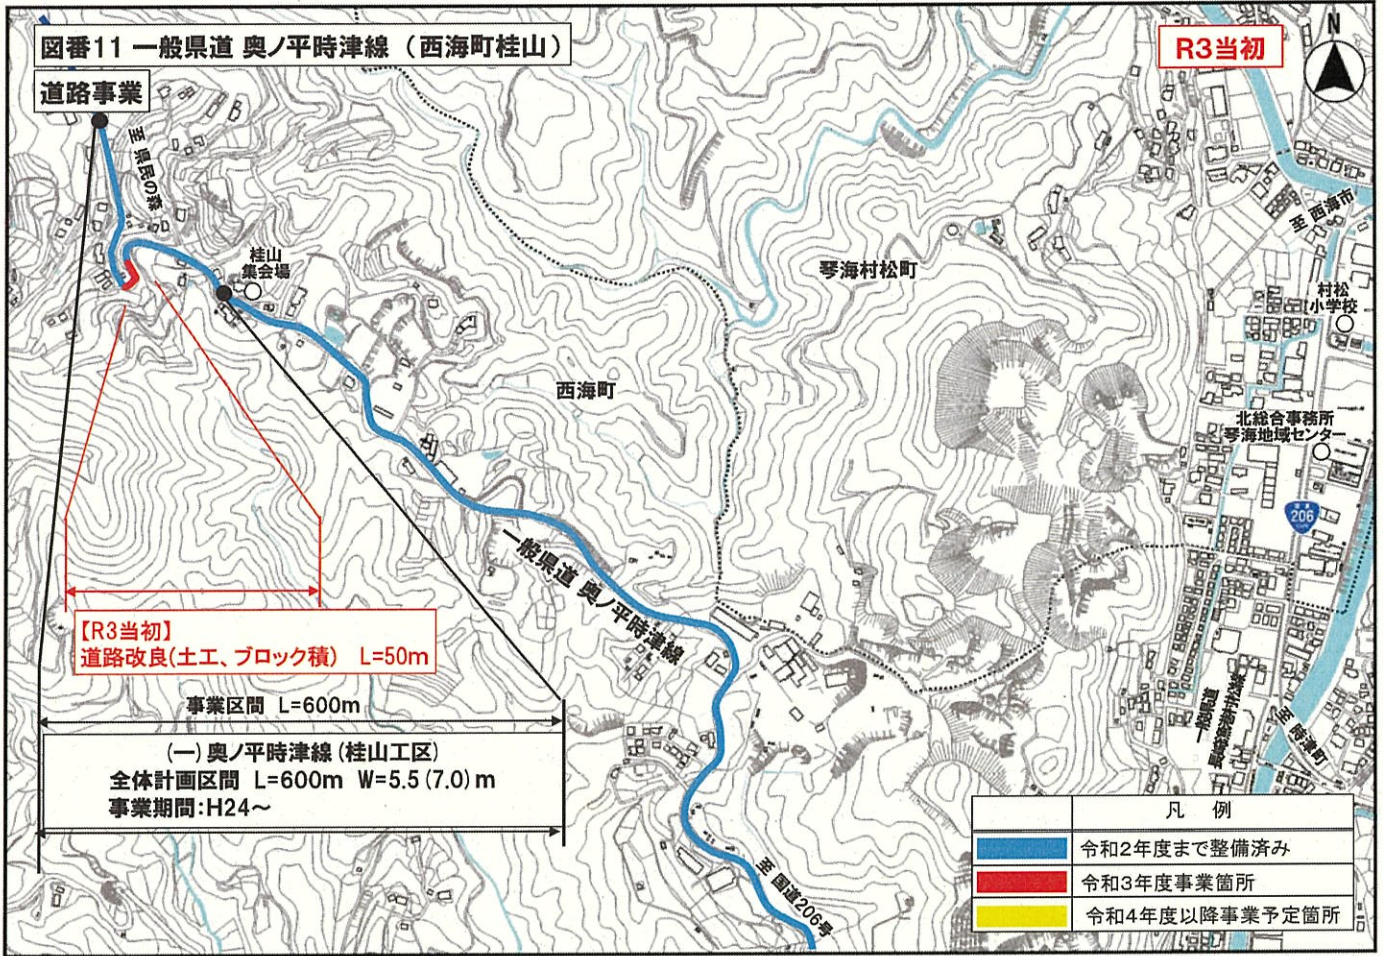 図番11 一般県道 奥ノ平時津線 （西海町桂山）
道路事業
R3当初
N
至 県民の森
桂山
集会場
琴海村松町
至 西海市
村松
小学校
西海町
北総合事務所
琴海地域センター
206
一般県道 奥ノ平時津線
【R3当初】
道路改良(土工、ブロック積) L=50m
事業区間 L=600m
(一)奥ノ平時津線(桂山工区)
全体計画区間 L=600m W=5.5(7.0)m
事業期間:H24～
一般県道
至 時津町
至 国道206号
凡 例
令和2年度まで整備済み
令和3年度事業箇所
令和4年度以降事業予定箇所